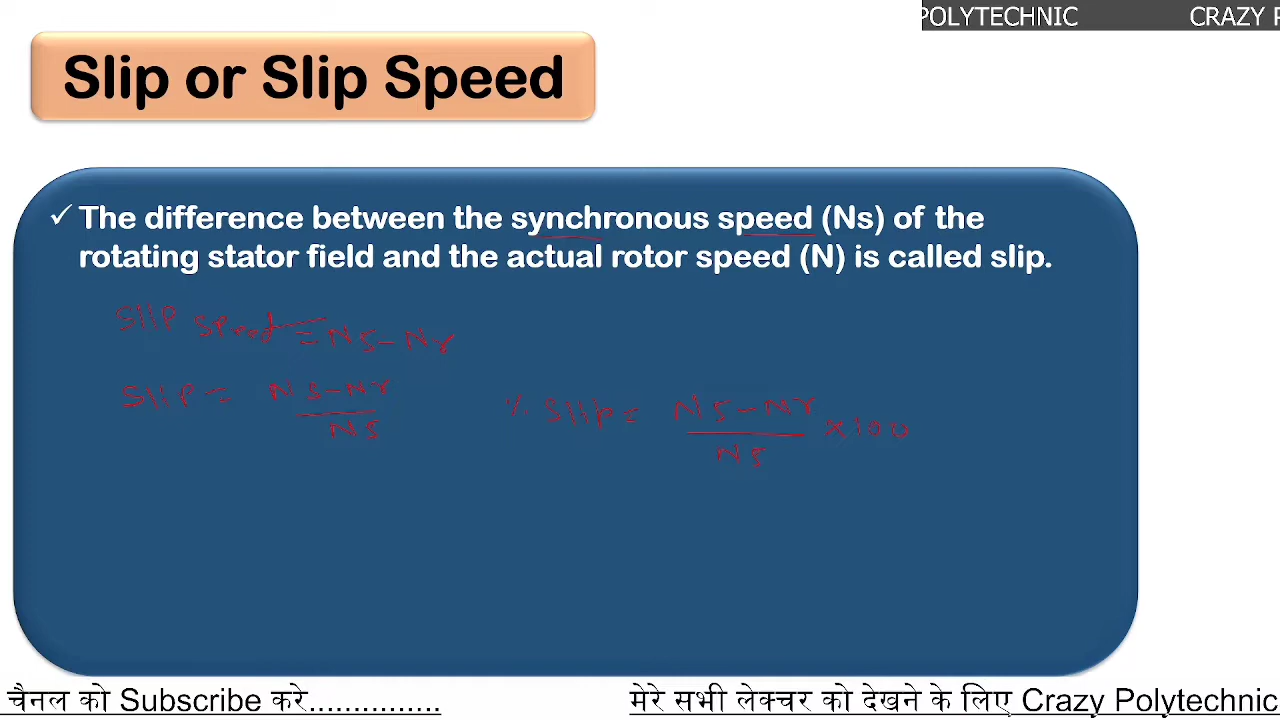 POLYTECHNIC CRAZY P
Slip or Slip Speed
✓ The difference between the synchronous speed (Ns) of the
rotating stator field and the actual rotor speed (N) is called slip.
Slip Speed = Ns - Nr
Slip = Ns - Nr / Ns
% Slip = Ns - Nr / Ns × 100
चैनल को Subscribe करे...............
मेरे सभी लेक्चर को देखने के लिए Crazy Polytechnic